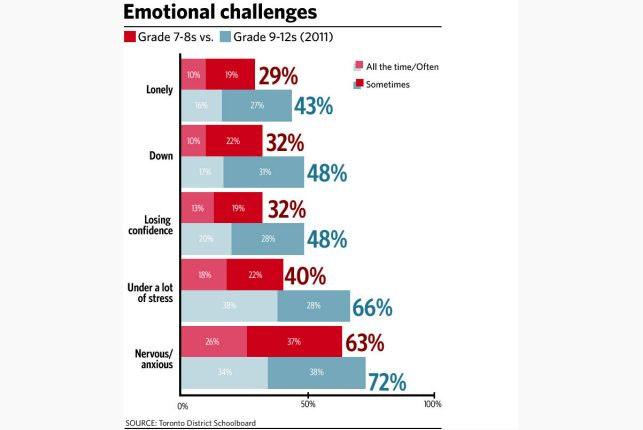 Emotional challenges
Grade 7-8s vs. Grade 9-12s (2011)
All the time/Often
Sometimes
Lonely
10% 19% 29%
16% 27% 43%
Down
10% 22% 32%
17% 31% 48%
Losing
confidence
13% 19% 32%
20% 28% 48%
Under a lot
of stress
18% 22% 40%
38% 28% 66%
Nervous/
anxious
26% 37% 63%
34% 38% 72%
0% 50% 100%
SOURCE: Toronto District Schoolboard